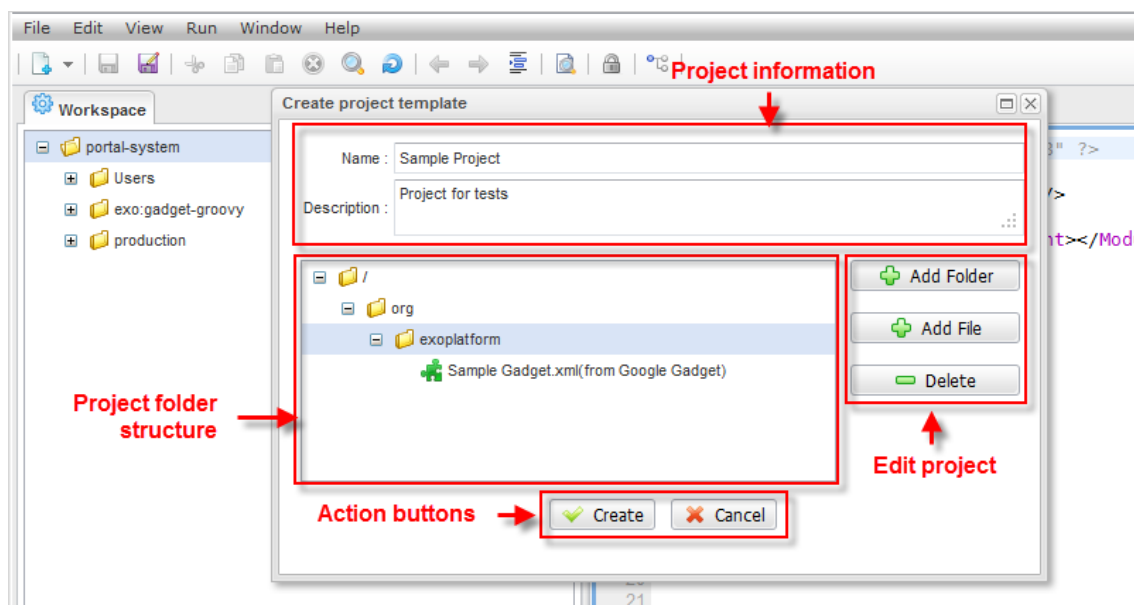 File Edit View Run Window Help
Project information
Workspace
Create project template
portal-system
Users
exo:gadget-groovy
production
Name : Sample Project
Description : Project for tests
" ?>
/>
nt></Mod
/
org
exoplatform
Sample Gadget.xml(from Google Gadget)
Add Folder
Add File
Delete
Project folder
structure
Edit project
Action buttons
Create
Cancel
21